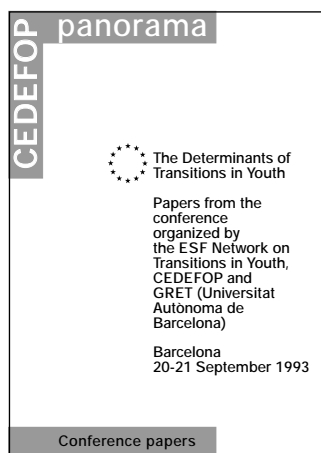 CEDEFOP
panorama
The Determinants of
Transitions in Youth
Papers from the
conference
organized by
the ESF Network on
Transitions in Youth,
CEDEFOP and
GRET (Universitat
Autònoma de
Barcelona)
Barcelona
20-21 September 1993
Conference papers